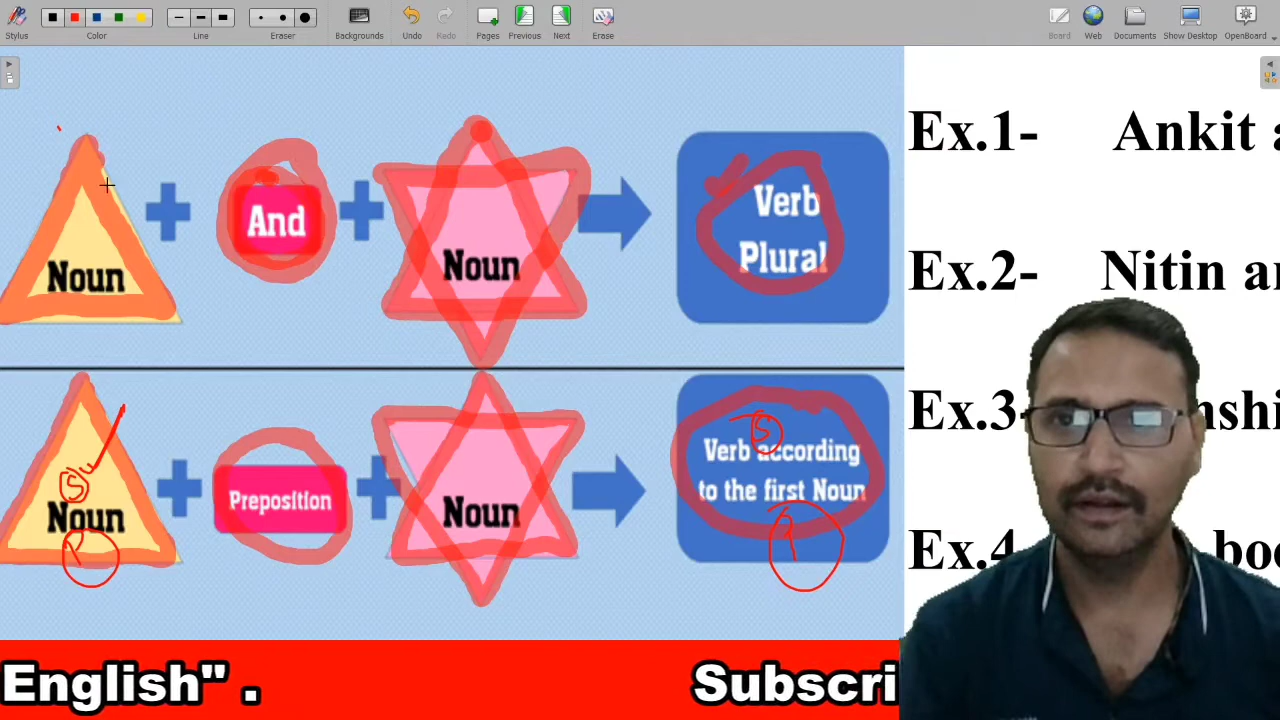 Stylus Color Line Eraser Backgrounds Undo Redo Pages Previous Next Erase Board Web Documents Show Desktop OpenBoard
Noun And Noun Verb Plural
Noun Preposition Noun Verb according to the first Noun
S S
Ex.1- Ankit
Ex.2- Nitin
Ex.3-
Ex.4
English" . Subscri